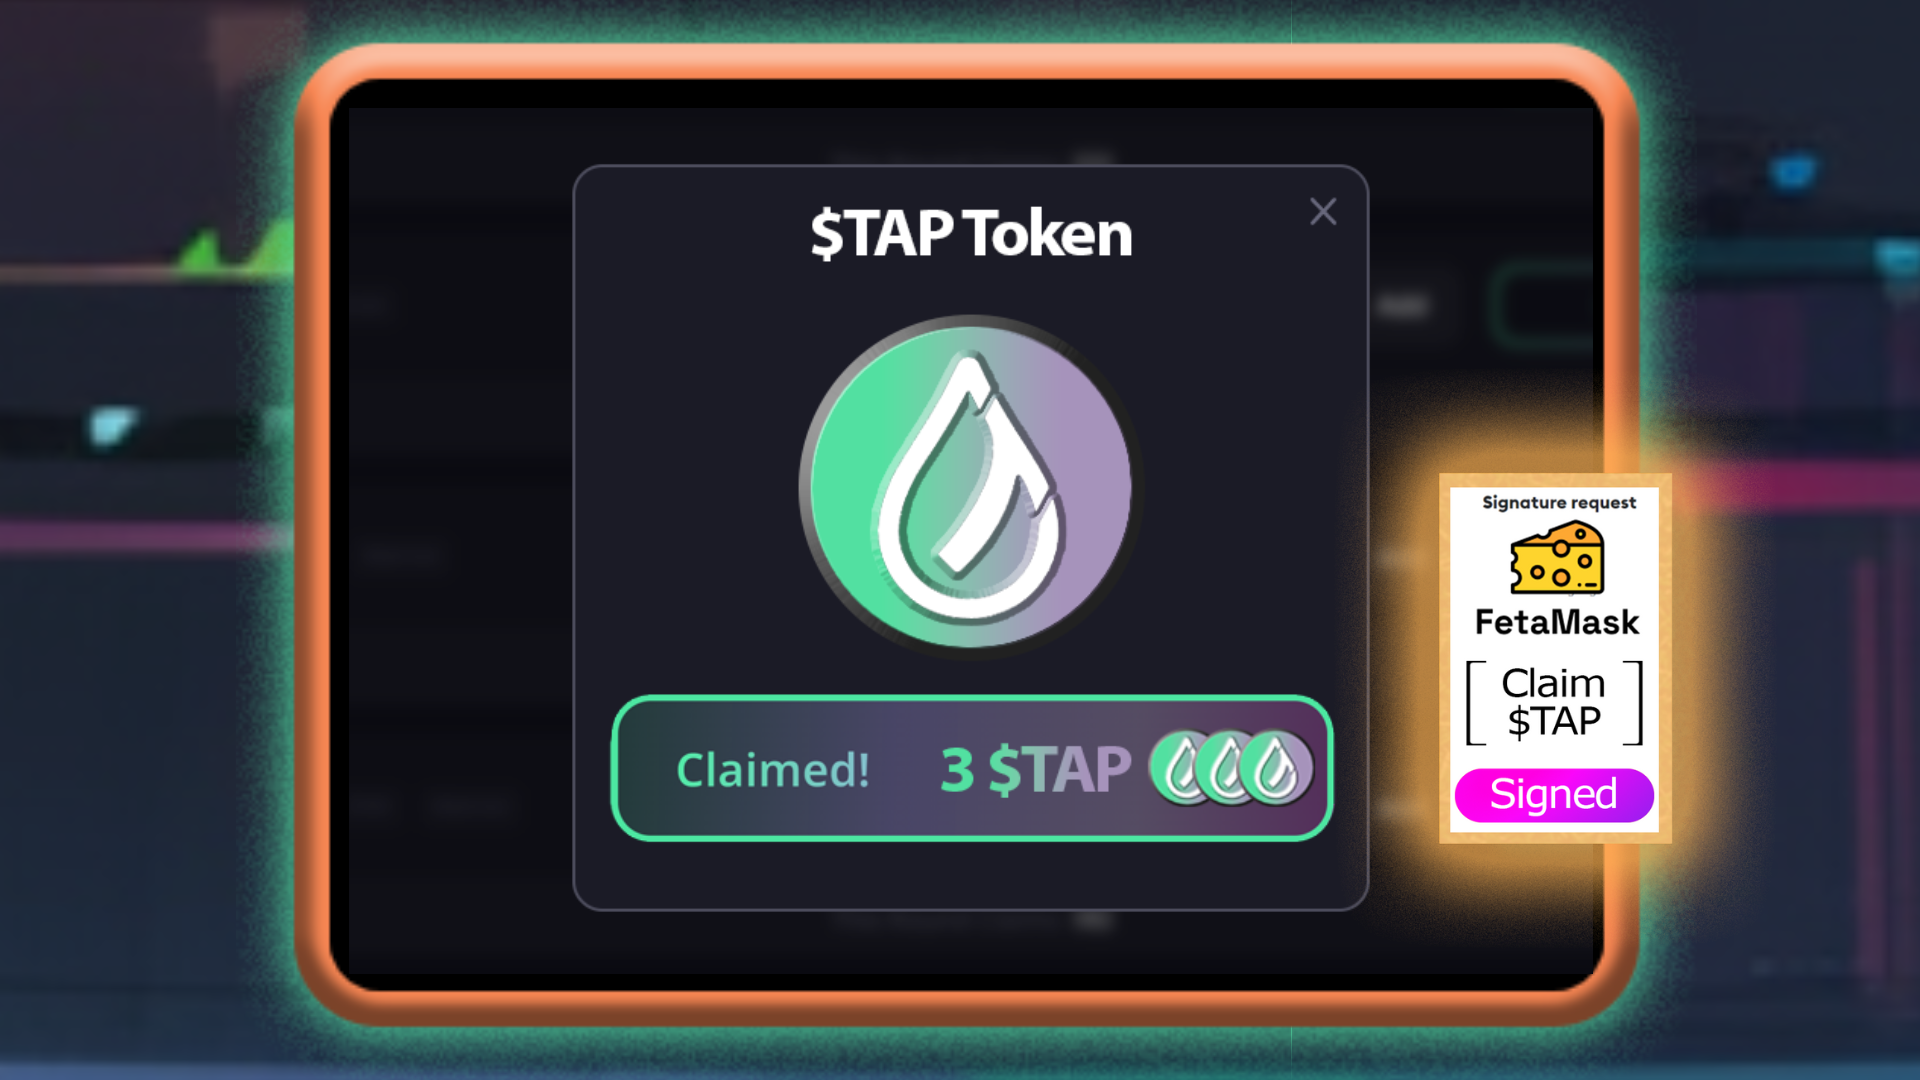 $TAP Token
Claimed! 3 $TAP
Signature request
FetaMask
Claim
$TAP
Signed